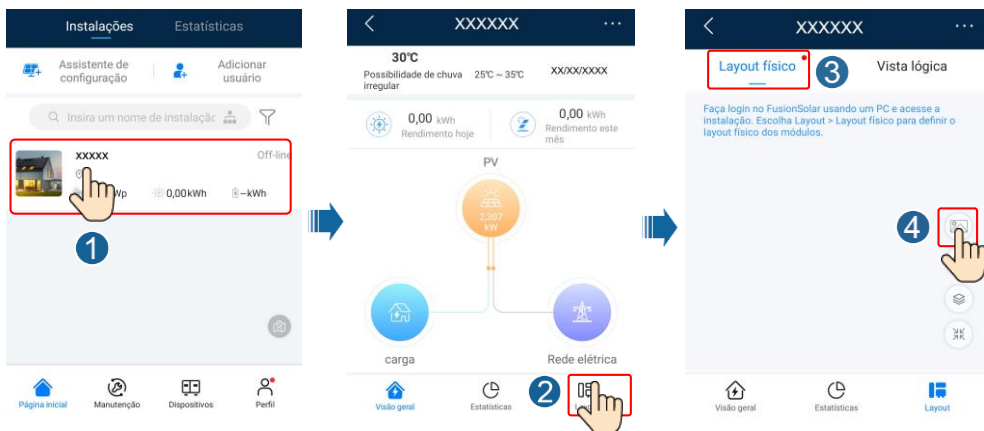 Instalações
Estatísticas
Assistente de
configuração
Adicionar
usuário
Insira um nome de instalaçãc
XXXXX
Off-line
Wp
0,00kWh
--kWh
1
Página inicial
Manutenção
Dispositivos
Perfil
XXXXXX
30℃
Possibilidade de chuva
irregular
25℃ ~ 35℃
XX/XX/XXXX
0,00 kWh
Rendimento hoje
0,00 kWh
Rendimento este
mês
PV
2,307
kW
carga
Rede elétrica
2
Visão geral
Estatísticas
XXXXXX
Layout físico
3
Vista lógica
Faça login no FusionSolar usando um PC e acesse a
instalação. Escolha Layout > Layout físico para definir o
layout físico dos módulos.
4
Visão geral
Estatísticas
Layout